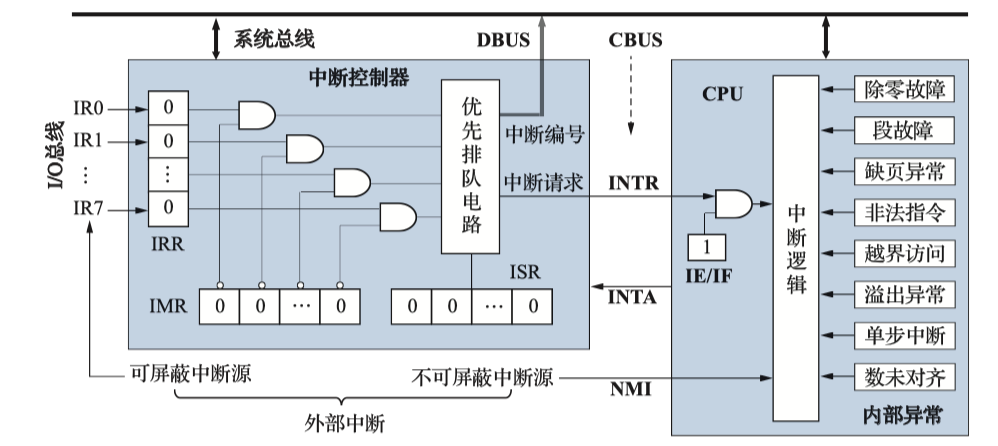 系统总线
DBUS
CBUS
中断控制器
CPU
I/O总线
IR0
IR1
⋮
IR7
0
0
⋮
0
IRR
优先排队电路
中断编号
中断请求
INTR
1
IE/IF
中断逻辑
除零故障
段故障
缺页异常
非法指令
越界访问
溢出异常
单步中断
数未对齐
内部异常
IMR
0 0 ⋯ 0
ISR
0 0 ⋯ 0
INTA
可屏蔽中断源
不可屏蔽中断源
NMI
外部中断